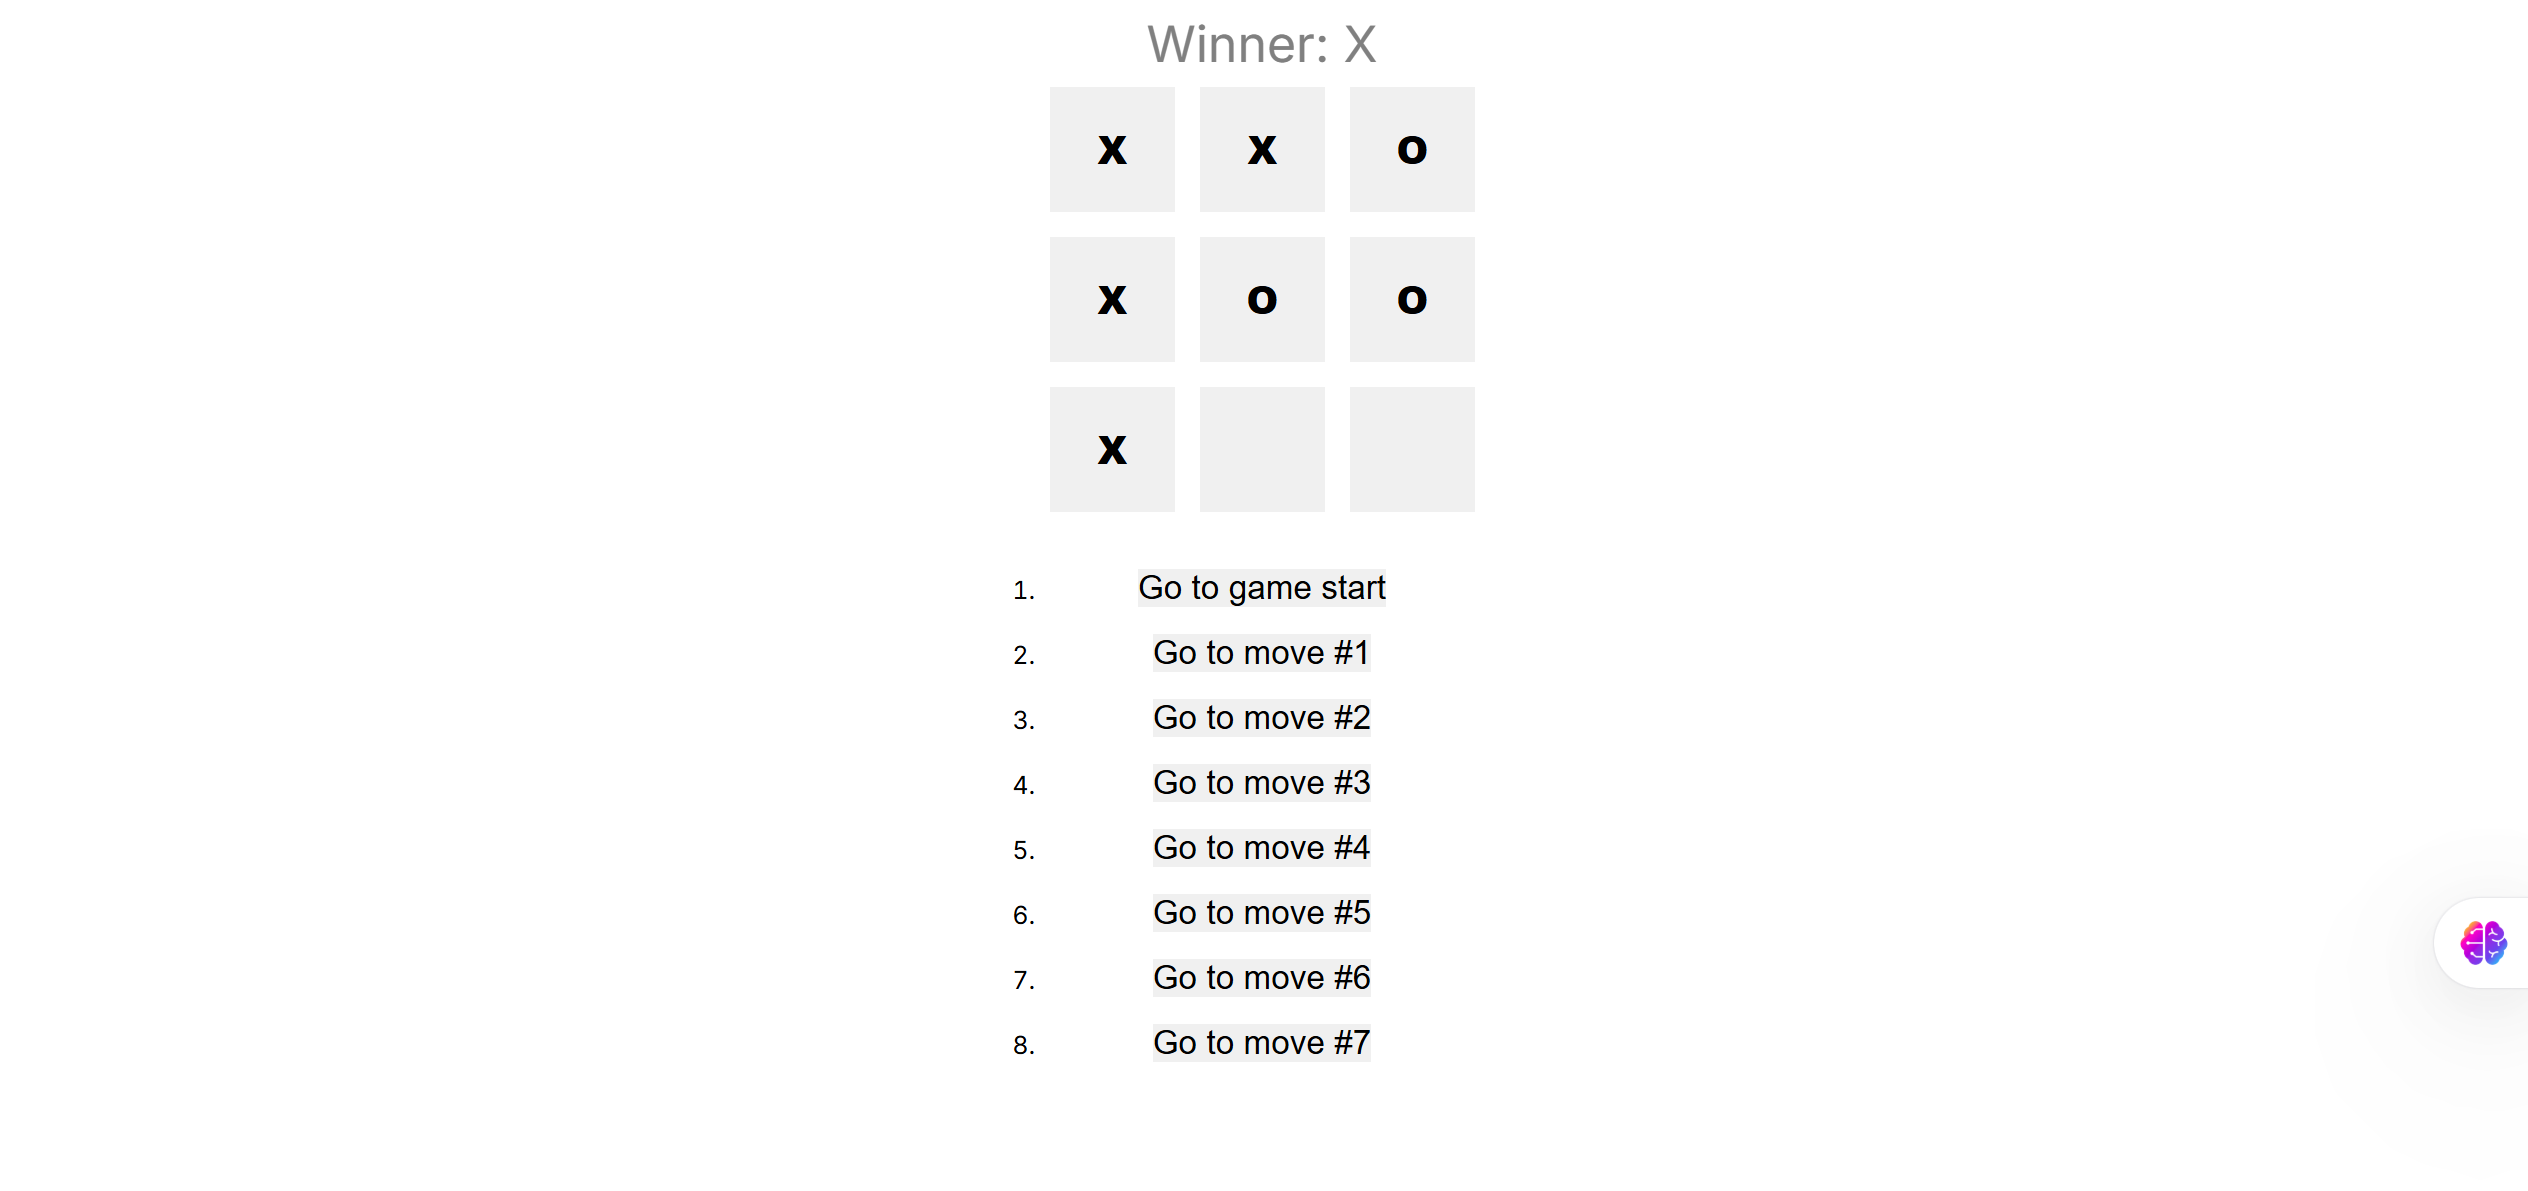 Winner: X
X X O
X O O
X
1. Go to game start
2. Go to move #1
3. Go to move #2
4. Go to move #3
5. Go to move #4
6. Go to move #5
7. Go to move #6
8. Go to move #7